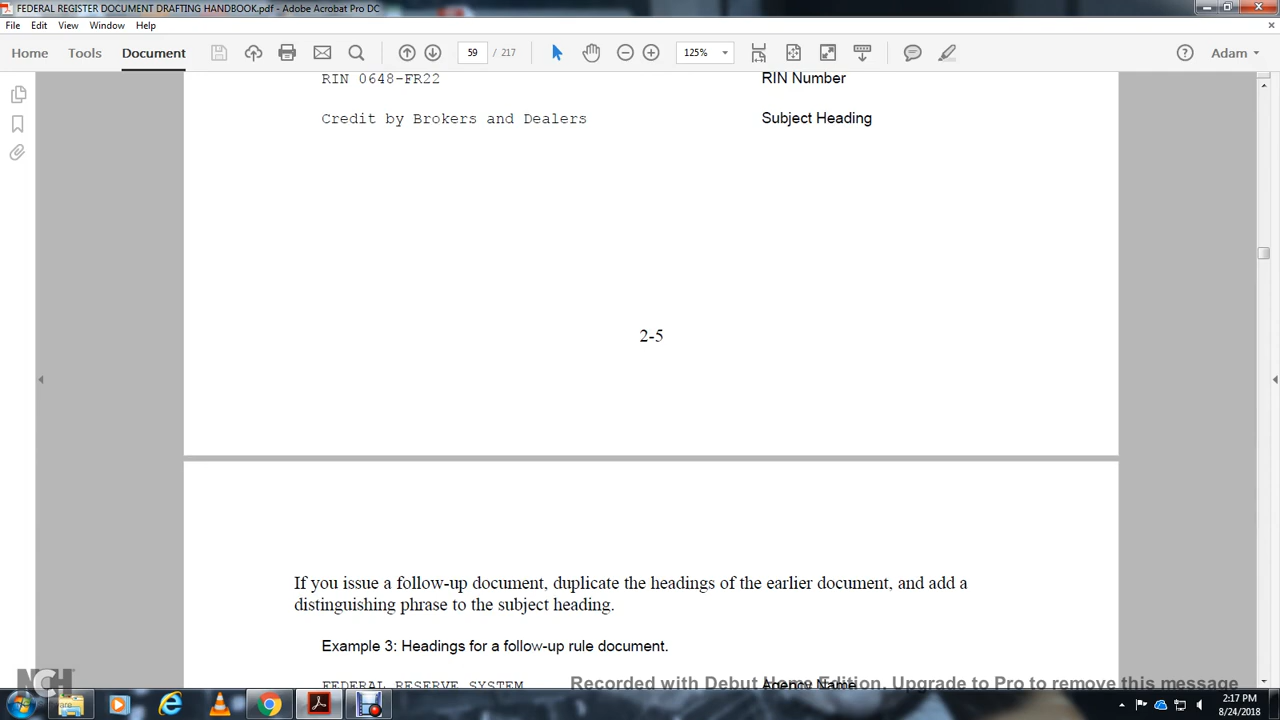 FEDERAL REGISTER DOCUMENT DRAFTING HANDBOOK.pdf - Adobe Acrobat Pro DC
File Edit View Window Help
Home Tools Document 59 / 217 125% Adam
RIN 0648-FR22 RIN Number
Credit by Brokers and Dealers Subject Heading
2-5
If you issue a follow-up document, duplicate the headings of the earlier document, and add a
distinguishing phrase to the subject heading.
Example 3: Headings for a follow-up rule document.
FEDERAL RESERVE SYSTEM Agency Name
Recorded with Debut Home Edition. Upgrade to Pro to remove this message
NCH
2:17 PM
8/24/2018